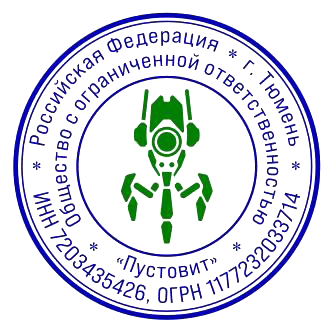 Российская Федерация * г. Тюмень *
ИНН 7203435426, ОГРН 1177232033714
Общество с ограниченной ответственностью
* «Пустовит» *